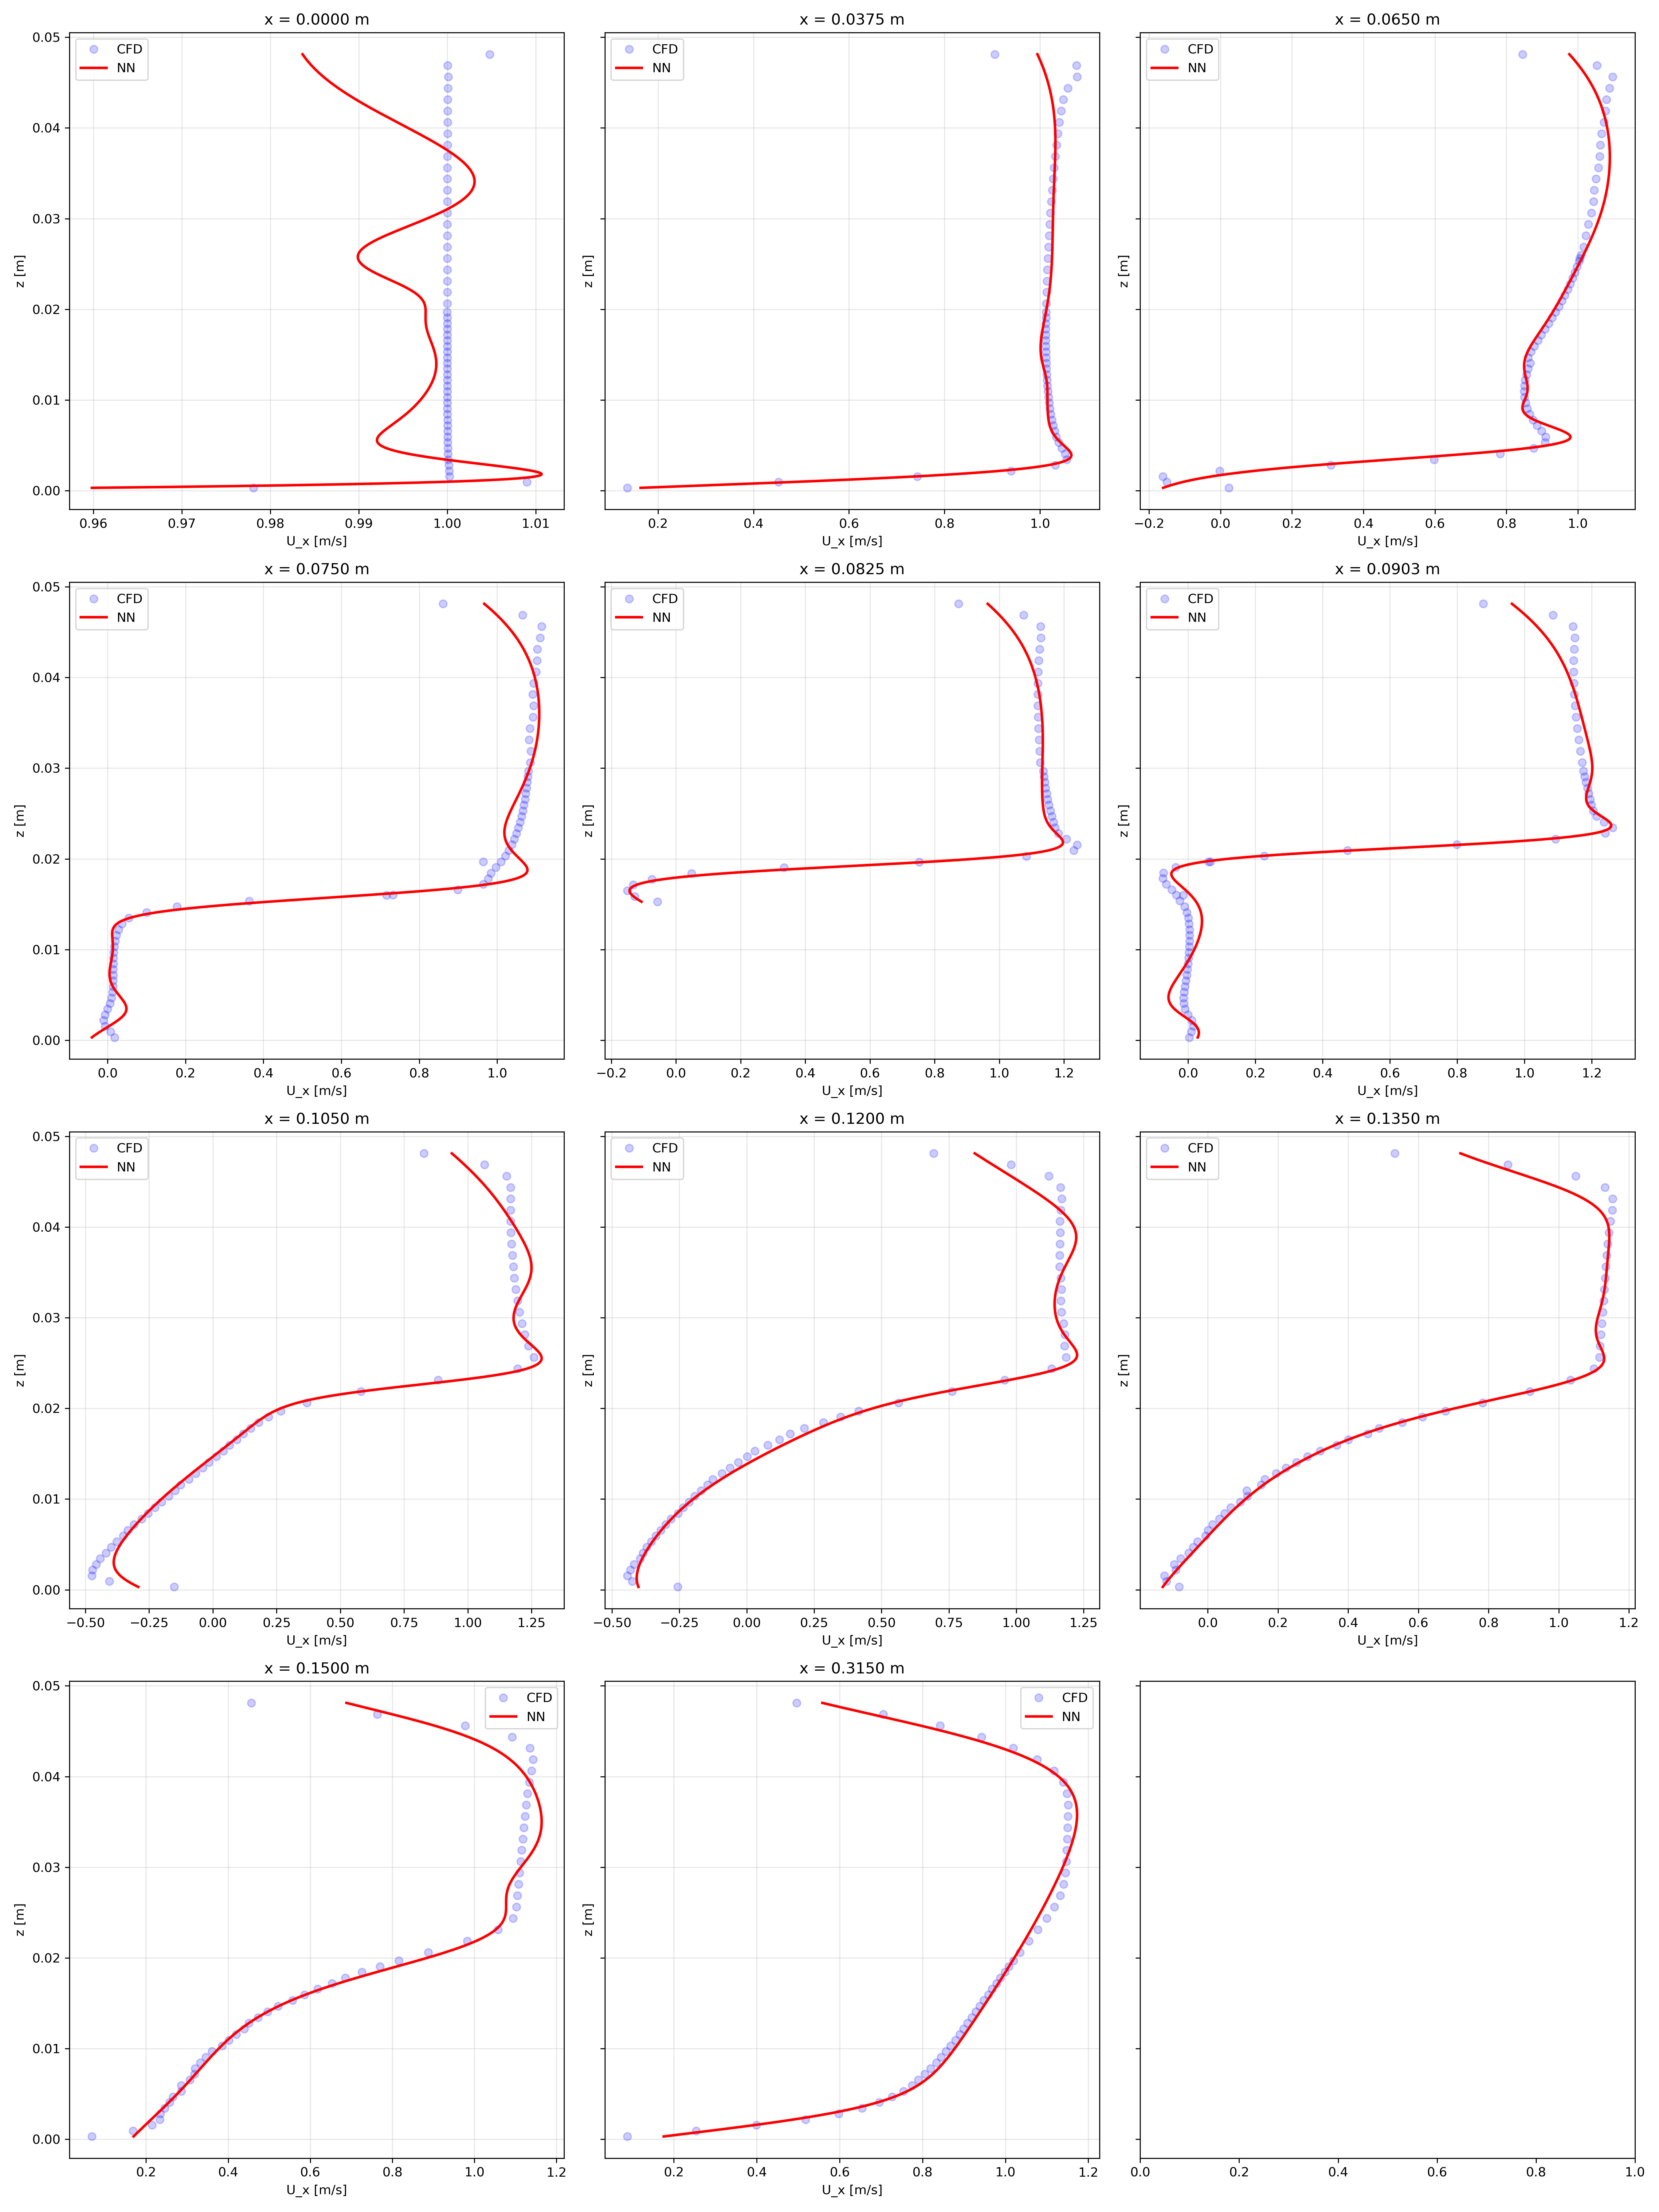 x = 0.0000 m
x = 0.0375 m
x = 0.0650 m
CFD
NN
CFD
NN
CFD
NN
0.05
0.04
0.03
0.02
0.01
0.00
z [m]
z [m]
z [m]
0.96 0.97 0.98 0.99 1.00 1.01
0.2 0.4 0.6 0.8 1.0
−0.2 0.0 0.2 0.4 0.6 0.8 1.0
U_x [m/s]
U_x [m/s]
U_x [m/s]
x = 0.0750 m
x = 0.0825 m
x = 0.0903 m
CFD
NN
CFD
NN
CFD
NN
0.05
0.04
0.03
0.02
0.01
0.00
z [m]
z [m]
z [m]
0.0 0.2 0.4 0.6 0.8 1.0
−0.2 0.0 0.2 0.4 0.6 0.8 1.0 1.2
0.0 0.2 0.4 0.6 0.8 1.0 1.2
U_x [m/s]
U_x [m/s]
U_x [m/s]
x = 0.1050 m
x = 0.1200 m
x = 0.1350 m
CFD
NN
CFD
NN
CFD
NN
0.05
0.04
0.03
0.02
0.01
0.00
z [m]
z [m]
z [m]
−0.50 −0.25 0.00 0.25 0.50 0.75 1.00 1.25
−0.50 −0.25 0.00 0.25 0.50 0.75 1.00 1.25
0.0 0.2 0.4 0.6 0.8 1.0 1.2
U_x [m/s]
U_x [m/s]
U_x [m/s]
x = 0.1500 m
x = 0.3150 m
CFD
NN
CFD
NN
0.05
0.04
0.03
0.02
0.01
0.00
z [m]
z [m]
0.2 0.4 0.6 0.8 1.0 1.2
0.2 0.4 0.6 0.8 1.0 1.2
0.0 0.2 0.4 0.6 0.8 1.0
U_x [m/s]
U_x [m/s]